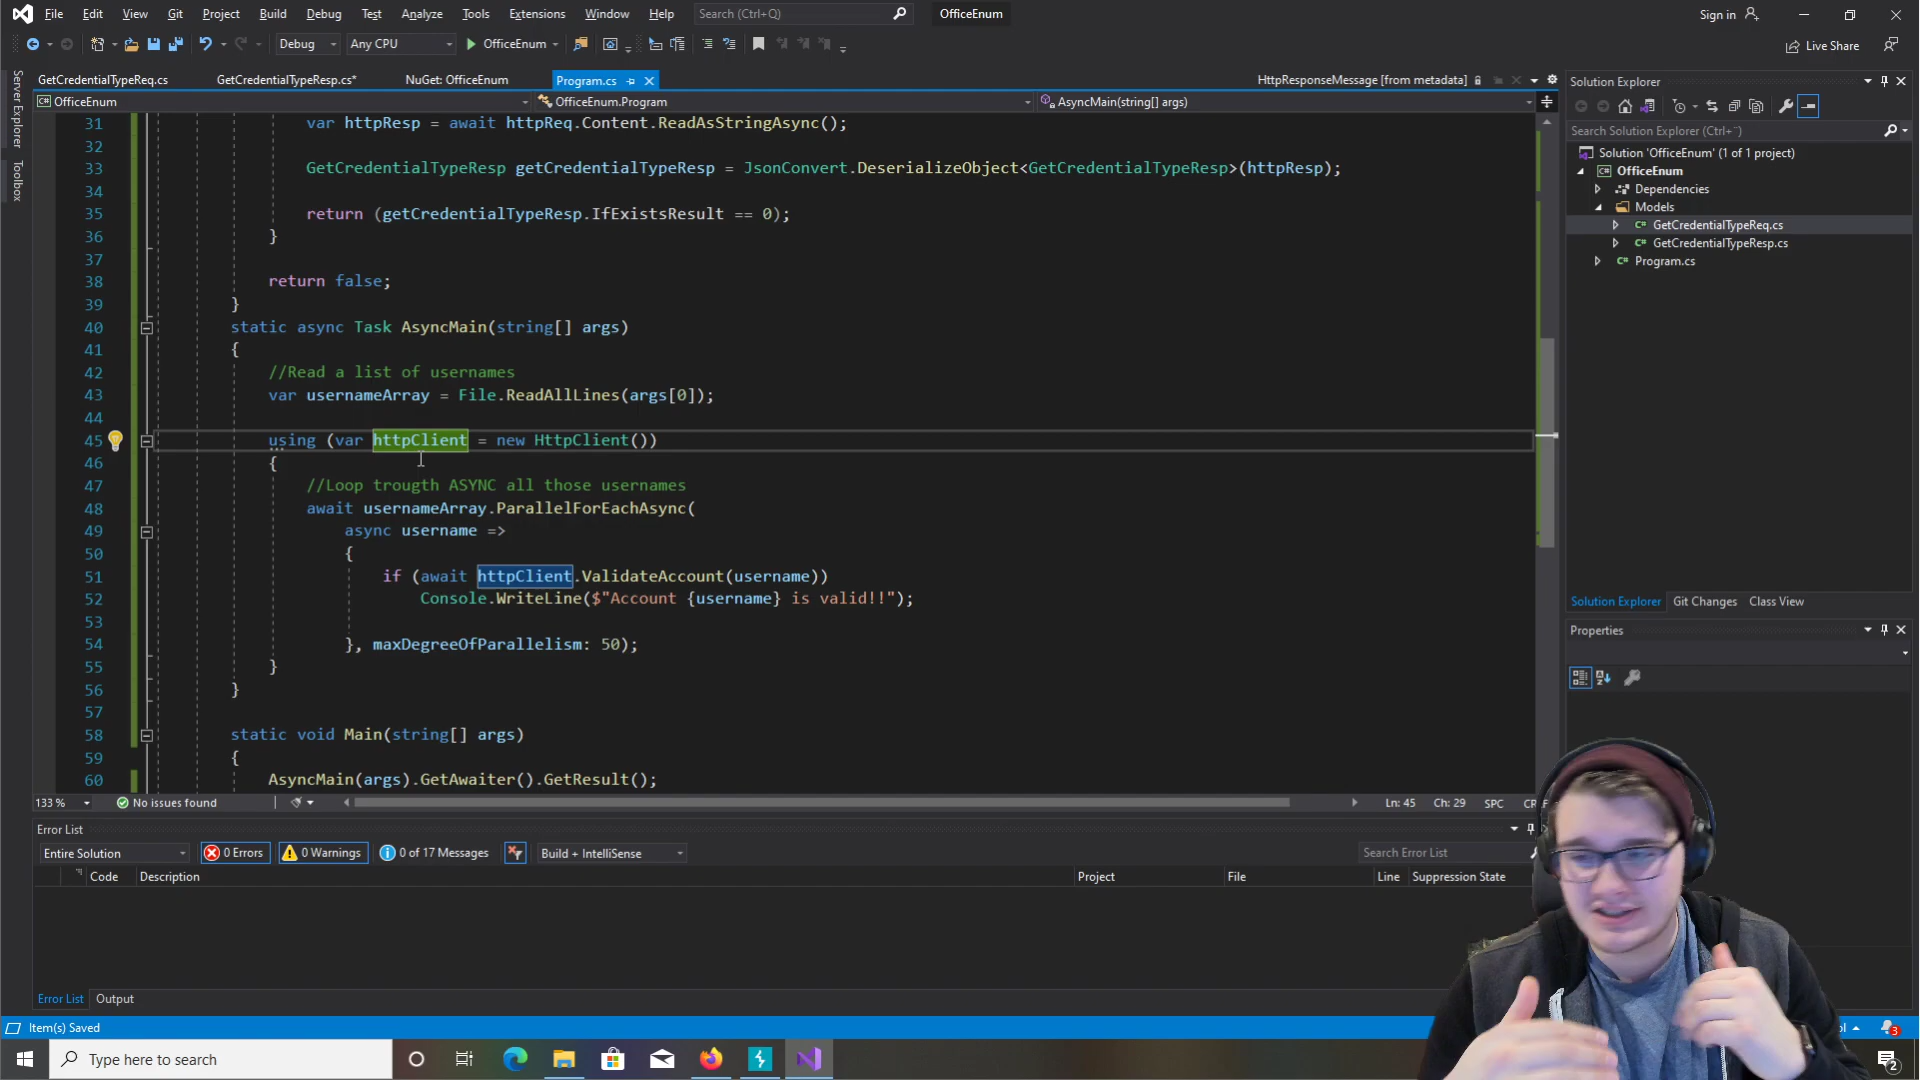 File Edit View Git Project Build Debug Test Analyze Tools Extensions Window Help Search (Ctrl+Q) OfficeEnum Sign in
Debug Any CPU OfficeEnum Live Share
GetCredentialTypeReq.cs GetCredentialTypeResp.cs* NuGet: OfficeEnum Program.cs HttpResponseMessage [from metadata]
OfficeEnum OfficeEnum.Program AsyncMain(string[] args)
Server Explorer
Toolbox
31 var httpResp = await httpReq.Content.ReadAsStringAsync();
32
33 GetCredentialTypeResp getCredentialTypeResp = JsonConvert.DeserializeObject<GetCredentialTypeResp>(httpResp);
34
35 return (getCredentialTypeResp.IfExistsResult == 0);
36 }
37
38 return false;
39 }
40 static async Task AsyncMain(string[] args)
41 {
42 //Read a list of usernames
43 var usernameArray = File.ReadAllLines(args[0]);
44
45 using (var httpClient = new HttpClient())
46 {
47 //Loop trougth ASYNC all those usernames
48 await usernameArray.ParallelForEachAsync(
49 async username =>
50 {
51 if (await httpClient.ValidateAccount(username))
52 Console.WriteLine($"Account {username} is valid!!");
53
54 }, maxDegreeOfParallelism: 50);
55 }
56 }
57
58 static void Main(string[] args)
59 {
60 AsyncMain(args).GetAwaiter().GetResult();
133 % No issues found Ln: 45 Ch: 29 SPC
Solution Explorer
Search Solution Explorer (Ctrl+¨)
Solution 'OfficeEnum' (1 of 1 project)
OfficeEnum
Dependencies
Models
GetCredentialTypeReq.cs
GetCredentialTypeResp.cs
Program.cs
Solution Explorer Git Changes Class View
Properties
Error List
Entire Solution 0 Errors 0 Warnings 0 of 17 Messages Build + IntelliSense Search Error List
Code Description Project File Line Suppression State
Error List Output
Item(s) Saved 3
Type here to search 2